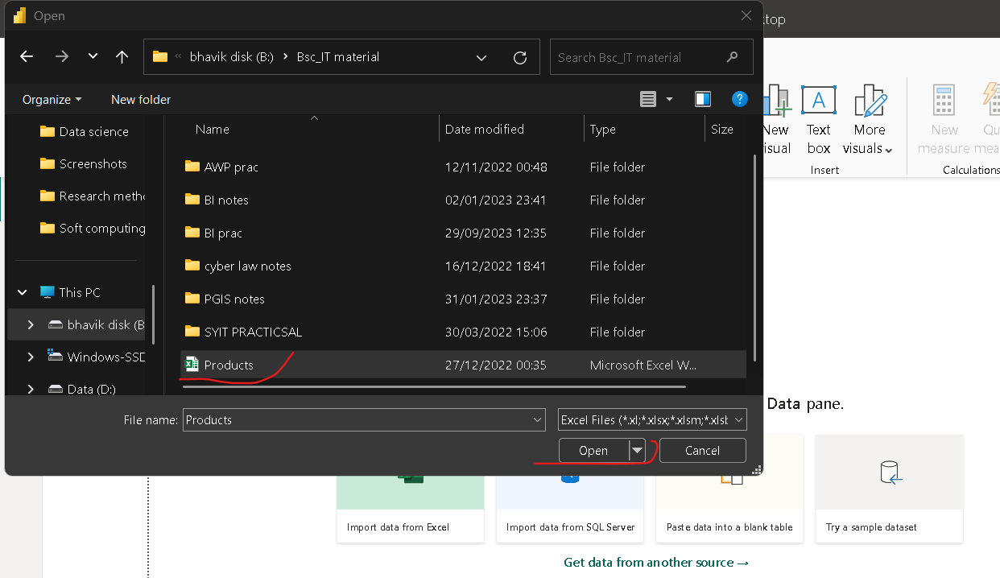 Open
ktop
bhavik disk (B:) > Bsc_IT material
Search Bsc_IT material
Organize
New folder
Data science
Screenshots
Research metho
Soft computing
This PC
bhavik disk (B
Windows-SSD
Data (D:)
Name Date modified Type Size
AWP prac 12/11/2022 00:48 File folder
BI notes 02/01/2023 23:41 File folder
BI prac 29/09/2023 12:35 File folder
cyber law notes 16/12/2022 18:41 File folder
PGIS notes 31/01/2023 23:37 File folder
SYIT PRACTICSAL 30/03/2022 15:06 File folder
Products 27/12/2022 00:35 Microsoft Excel W...
File name: Products
Excel Files (*.xl;*.xlsx;*.xlsm;*.xlsb
Open Cancel
New
isual
Text
box
More
visuals
New
measure
Qu
mea
Insert
Calculations
Data pane.
Import data from Excel
Import data from SQL Server
Paste data into a blank table
Try a sample dataset
Get data from another source →